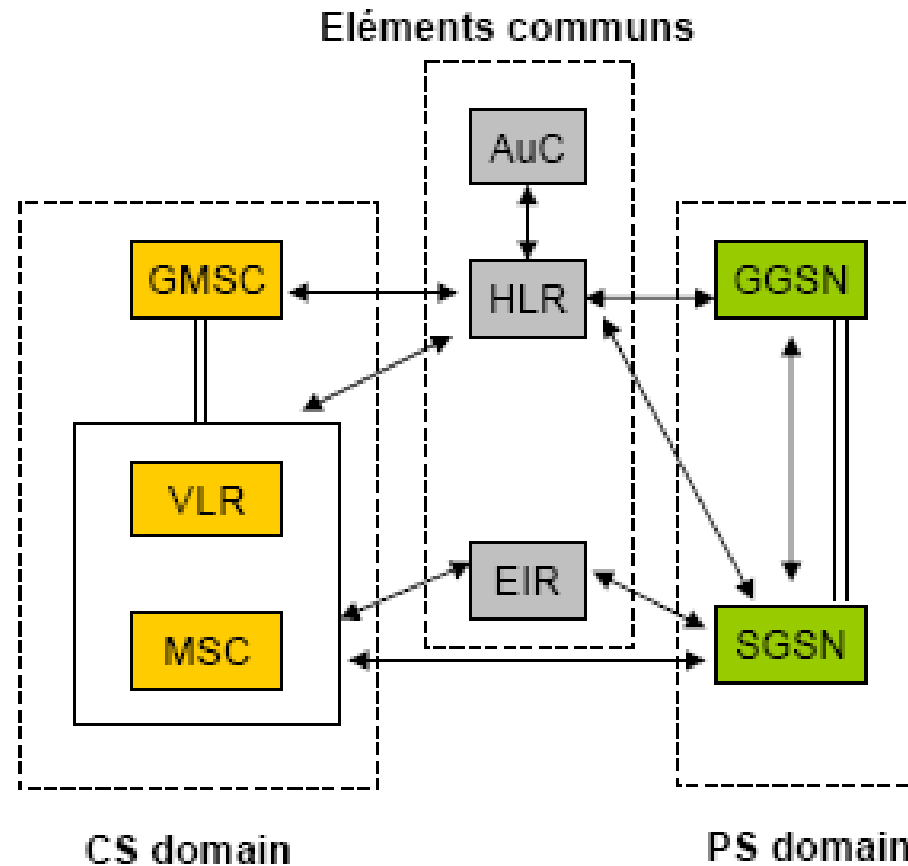 Eléments communs
AuC
GMSC
HLR
GGSN
VLR
EIR
MSC
SGSN
CS domain
PS domain